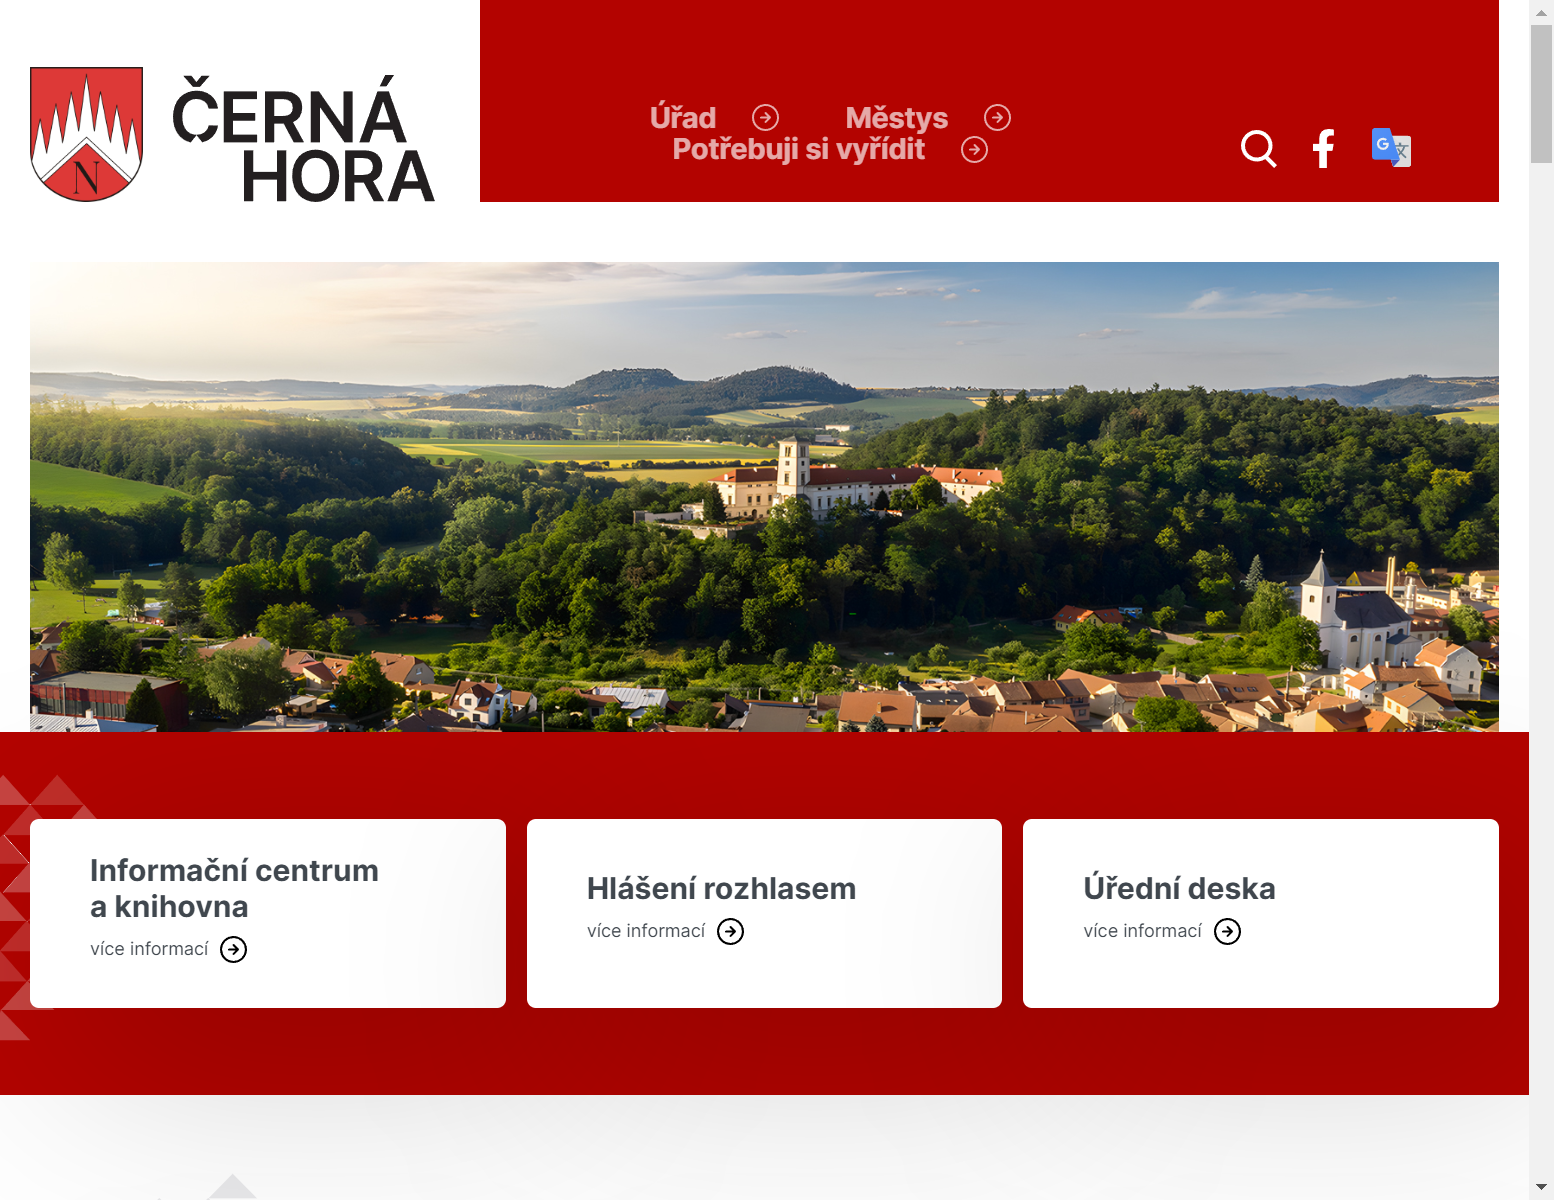 ČERNÁ
HORA
N
Úřad
Městys
Potřebuji si vyřídit
G
文
Informační centrum
a knihovna
více informací
Hlášení rozhlasem
více informací
Úřední deska
více informací